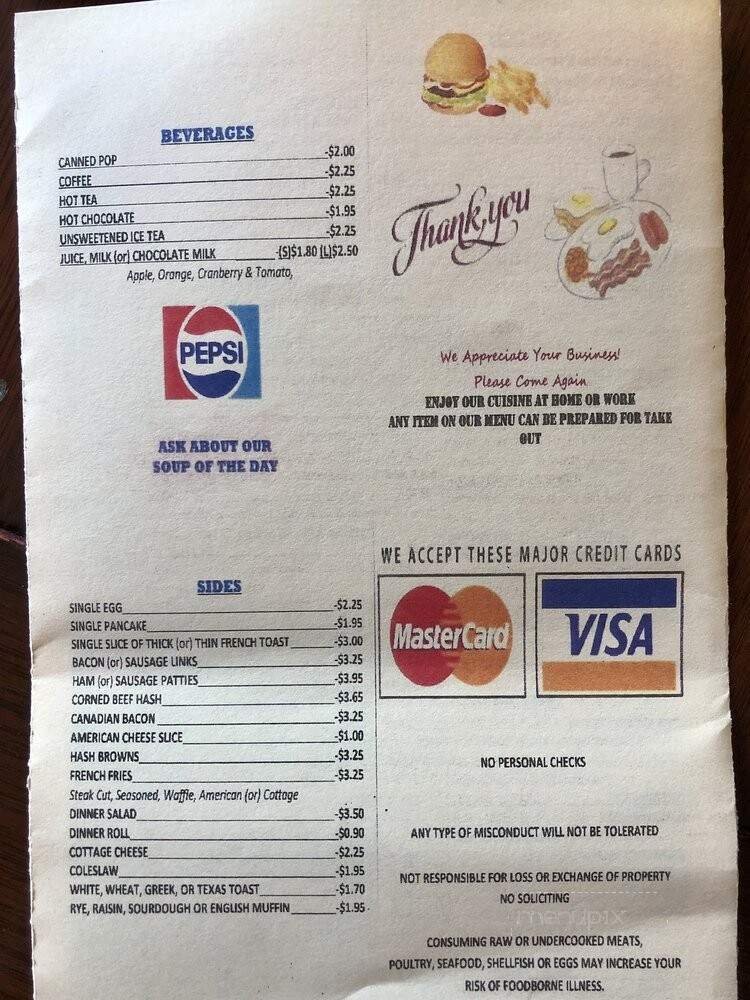 BEVERAGES
CANNED POP -$2.00
COFFEE -$2.25
HOT TEA -$2.25
HOT CHOCOLATE -$1.95
UNSWEETENED ICE TEA -$2.25
JUICE, MILK (or) CHOCOLATE MILK -(S)$1.80 (L)$2.50
Apple, Orange, Cranberry & Tomato,
PEPSI
ASK ABOUT OUR
SOUP OF THE DAY
SIDES
SINGLE EGG -$2.25
SINGLE PANCAKE -$1.95
SINGLE SLICE OF THICK (or) THIN FRENCH TOAST -$3.00
BACON (or) SAUSAGE LINKS -$3.25
HAM (or) SAUSAGE PATTIES -$3.95
CORNED BEEF HASH -$3.65
CANADIAN BACON -$3.25
AMERICAN CHEESE SLICE -$1.00
HASH BROWNS -$3.25
FRENCH FRIES -$3.25
Steak Cut, Seasoned, Waffle, American (or) Cottage
DINNER SALAD -$3.50
DINNER ROLL -$0.90
COTTAGE CHEESE -$2.25
COLESLAW -$1.95
WHITE, WHEAT, GREEK, OR TEXAS TOAST -$1.70
RYE, RAISIN, SOURDOUGH OR ENGLISH MUFFIN -$1.95
Thank you
We Appreciate Your Business!
Please Come Again
ENJOY OUR CUISINE AT HOME OR WORK
ANY ITEM ON OUR MENU CAN BE PREPARED FOR TAKE
OUT
WE ACCEPT THESE MAJOR CREDIT CARDS
MasterCard
VISA
NO PERSONAL CHECKS
ANY TYPE OF MISCONDUCT WILL NOT BE TOLERATED
NOT RESPONSIBLE FOR LOSS OR EXCHANGE OF PROPERTY
NO SOLICITING
CONSUMING RAW OR UNDERCOOKED MEATS,
POULTRY, SEAFOOD, SHELLFISH OR EGGS MAY INCREASE YOUR
RISK OF FOODBORNE ILLNESS.